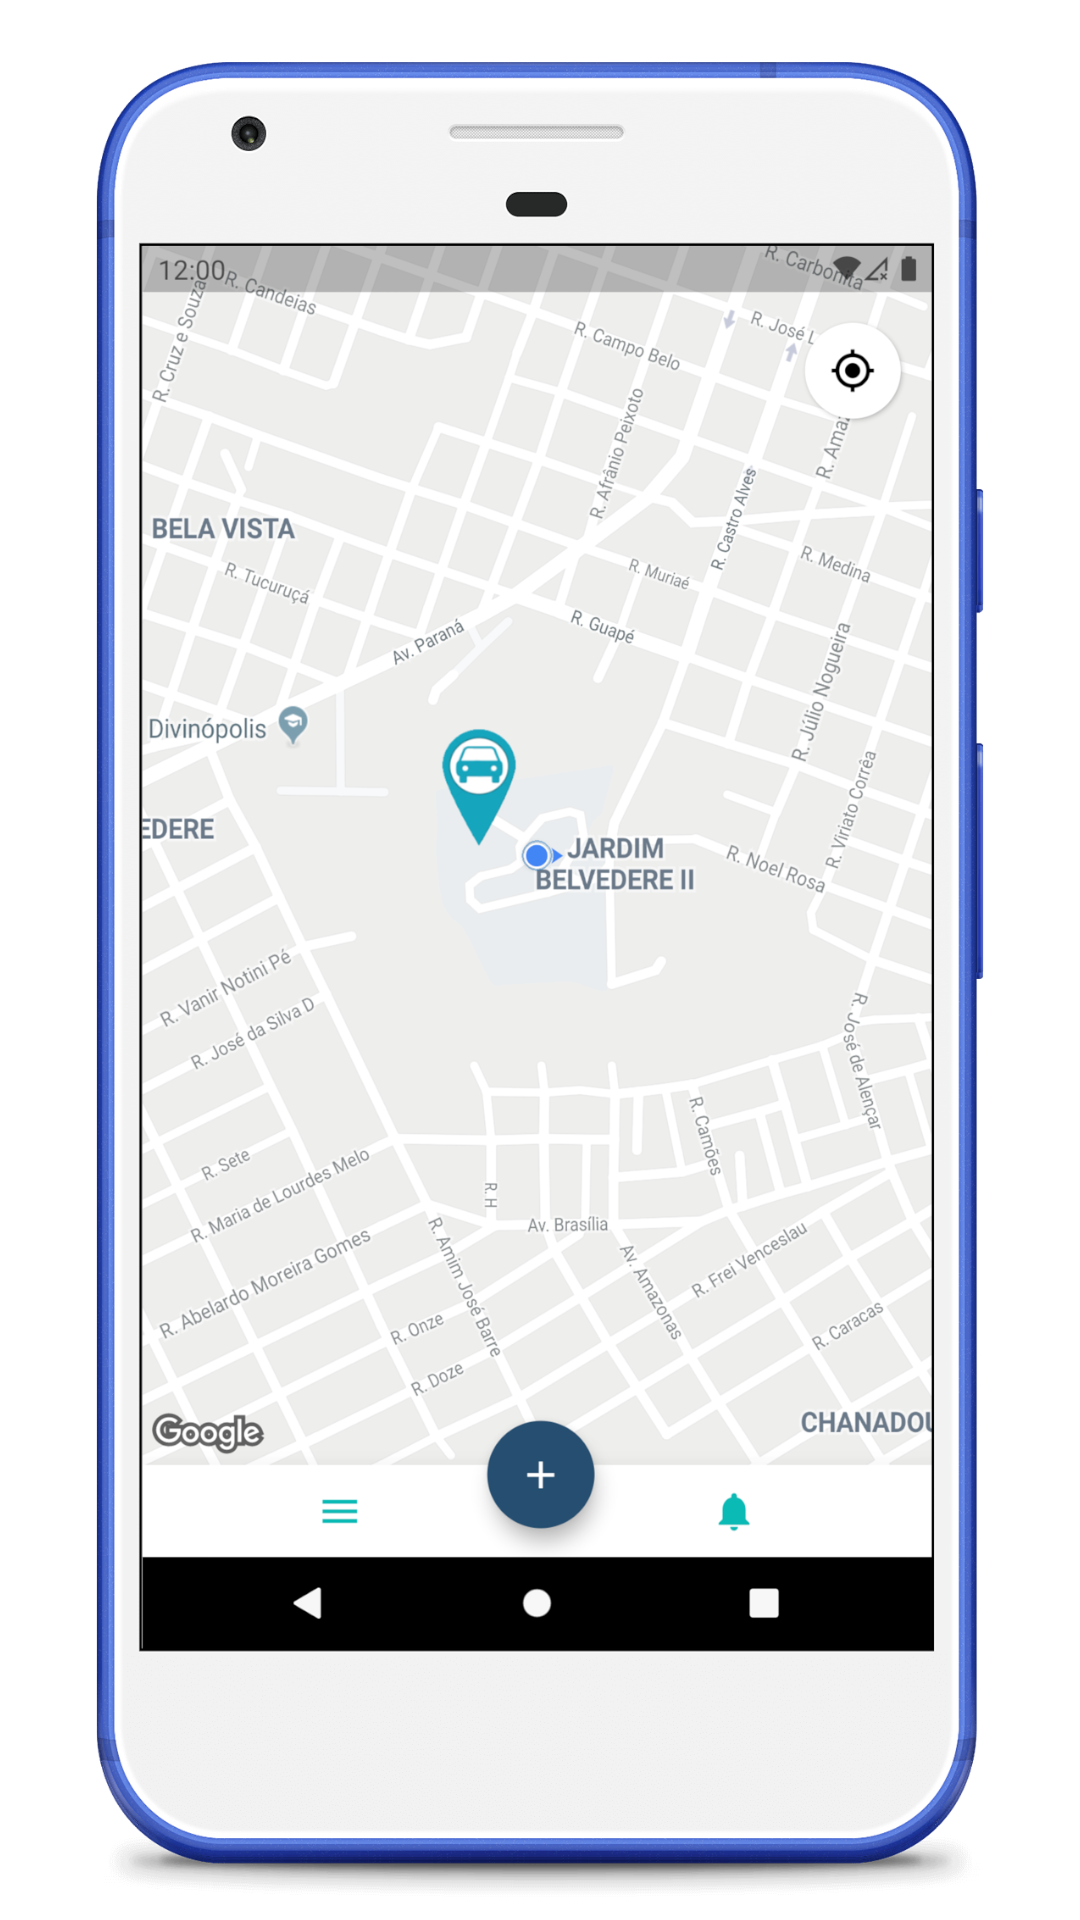 12:00
R. Carbonita
R. Candeias
R. Cruz e Souza
R. José L
R. Campo Belo
R. Afrânio Peixoto
R. Ama
R. Castro Alves
BELA VISTA
R. Tucuruçá
R. Muriaé
R. Medina
Av. Paraná
R. Guapé
R. Júlio Nogueira
Divinópolis
R. Viriato Corrêa
EDERE
JARDIM
BELVEDERE II
R. Noel Rosa
R. Vanir Notini Pé
R. José da Silva D
R. José de Alençar
R. Camões
R. Sete
R. Maria de Lourdes Melo
R. H
Av. Brasília
R. Abelardo Moreira Gomes
R. Amim José Barre
Av. Amazonas
R. Frei Venceslau
R. Onze
R. Caracas
R. Doze
CHANADOU
Google